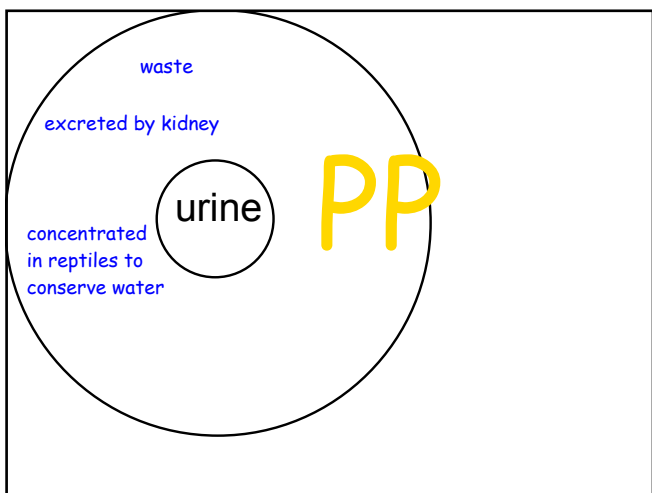 waste
excreted by kidney
PP
urine
concentrated
in reptiles to
conserve water